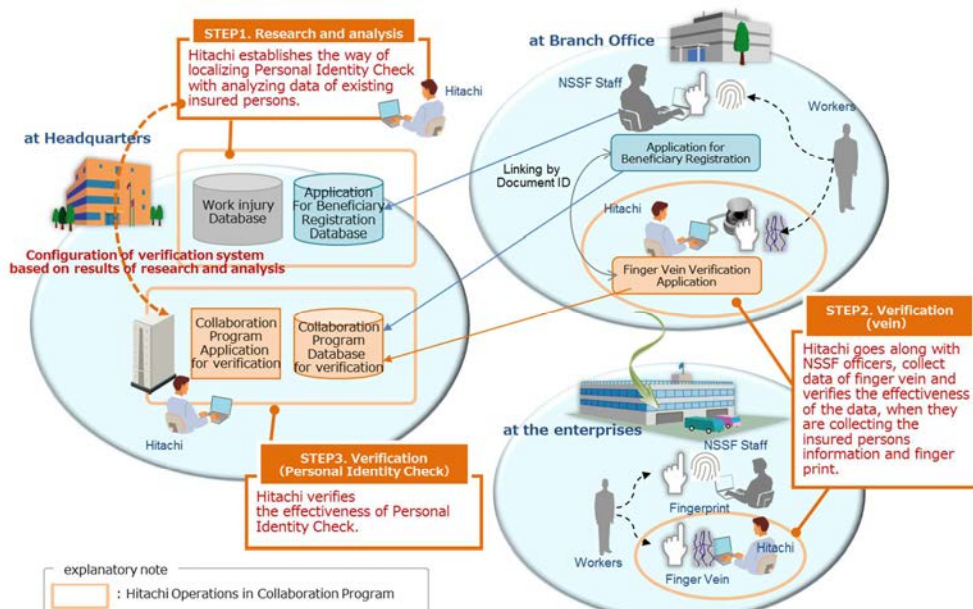 STEP1. Research and analysis
Hitachi establishes the way of
localizing Personal Identity Check
with analyzing data of existing
insured persons.
Hitachi
at Headquarters
Work injury
Database
Application
For Beneficiary
Registration
Database
Configuration of verification system
based on results of research and analysis
Collaboration
Program
Application
for verification
Collaboration
Program
Database
for verification
Hitachi
STEP3. Verification
(Personal Identity Check)
Hitachi verifies
the effectiveness of Personal
Identity Check.
explanatory note
: Hitachi Operations in Collaboration Program
at Branch Office
NSSF Staff
Workers
Application for
Beneficiary Registration
Linking by
Document ID
Hitachi
Finger Vein Verification
Application
STEP2. Verification
(vein)
Hitachi goes along with
NSSF officers, collect
data of finger vein and
verifies the effectiveness
of the data, when they
are collecting the
insured persons
information and finger
print.
at the enterprises
NSSF Staff
Fingerprint
Workers
Hitachi
Finger Vein